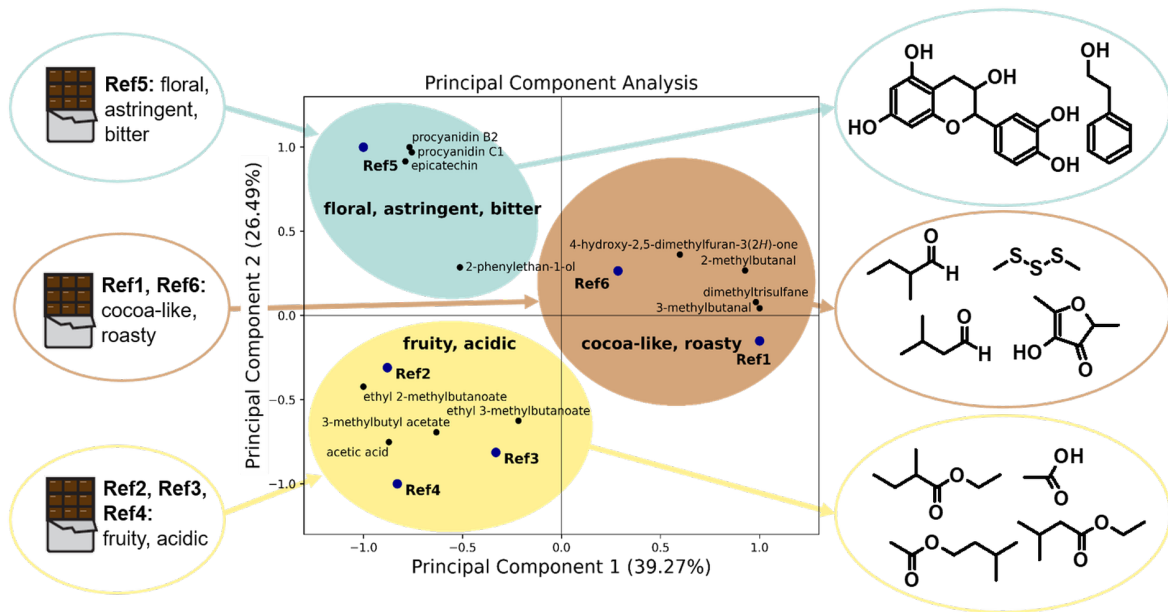 Ref5: floral,
astringent,
bitter
Ref1, Ref6:
cocoa-like,
roasty
Ref2, Ref3,
Ref4:
fruity, acidic
Principal Component Analysis
Principal Component 2 (26.49%)
1.0
0.5
0.0
−0.5
−1.0
procyanidin B2
procyanidin C1
epicatechin
Ref5
floral, astringent, bitter
2-phenylethan-1-ol
4-hydroxy-2,5-dimethylfuran-3(2H)-one
2-methylbutanal
Ref6
dimethyltrisulfane
3-methylbutanal
cocoa-like, roasty
Ref1
fruity, acidic
Ref2
ethyl 2-methylbutanoate
ethyl 3-methylbutanoate
3-methylbutyl acetate
acetic acid
Ref3
Ref4
−1.0 −0.5 0.0 0.5 1.0
Principal Component 1 (39.27%)
OH
OH
HO
O
OH
OH
OH
O
H
S
S
S
O
H
O
HO
O
O
O
OH
O
O
O
O
O